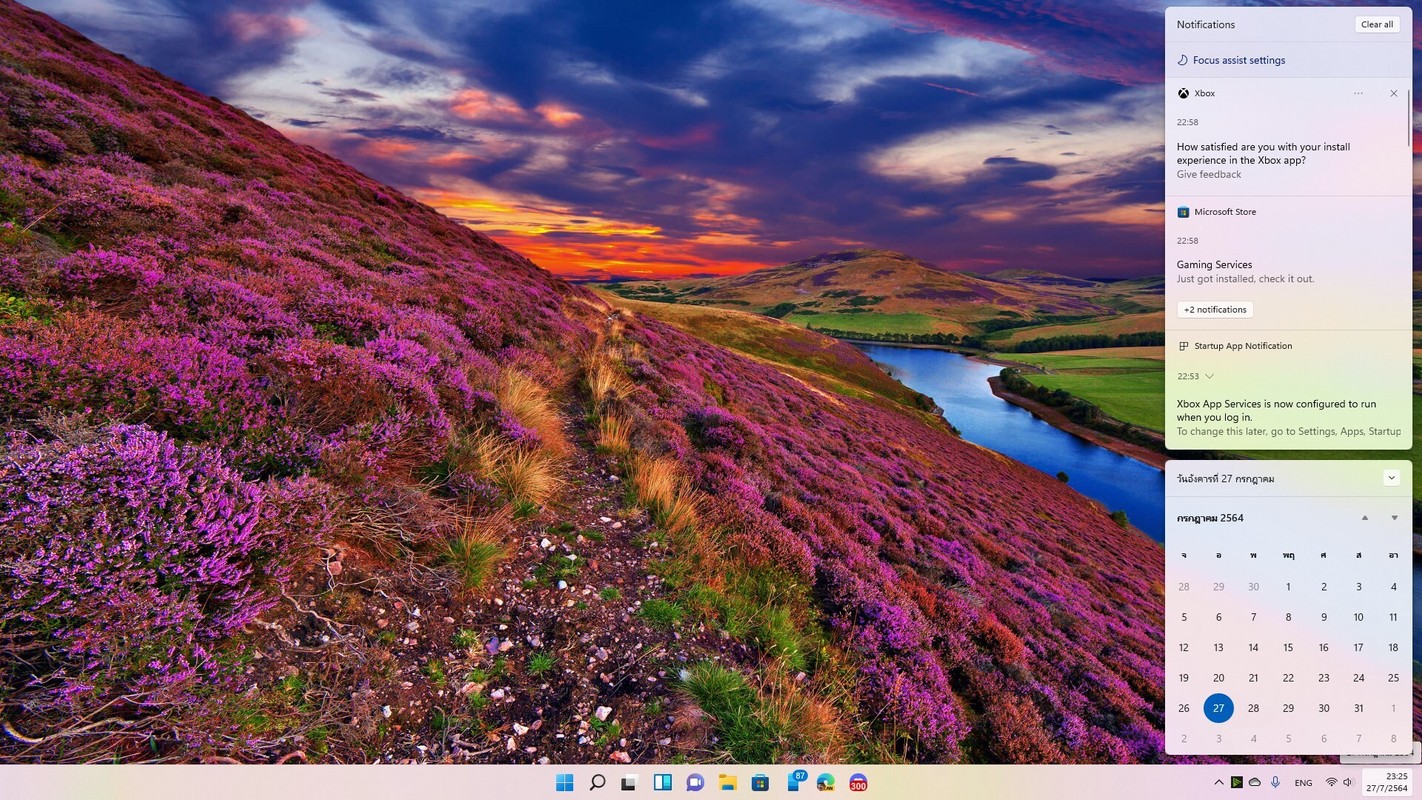 Notifications
Clear all
Focus assist settings
Xbox
22:58
How satisfied are you with your install
experience in the Xbox app?
Give feedback
Microsoft Store
22:58
Gaming Services
Just got installed, check it out.
+2 notifications
Startup App Notification
22:53
Xbox App Services is now configured to run
when you log in.
To change this later, go to Settings, Apps, Startup
วันอังคารที่ 27 กรกฎาคม
กรกฎาคม 2564
จ อ พ พฤ ศ ส อา
28 29 30 1 2 3 4
5 6 7 8 9 10 11
12 13 14 15 16 17 18
19 20 21 22 23 24 25
26 27 28 29 30 31 1
2 3 4 5 6 7 8
87
300
ENG
23:25
27/7/2564